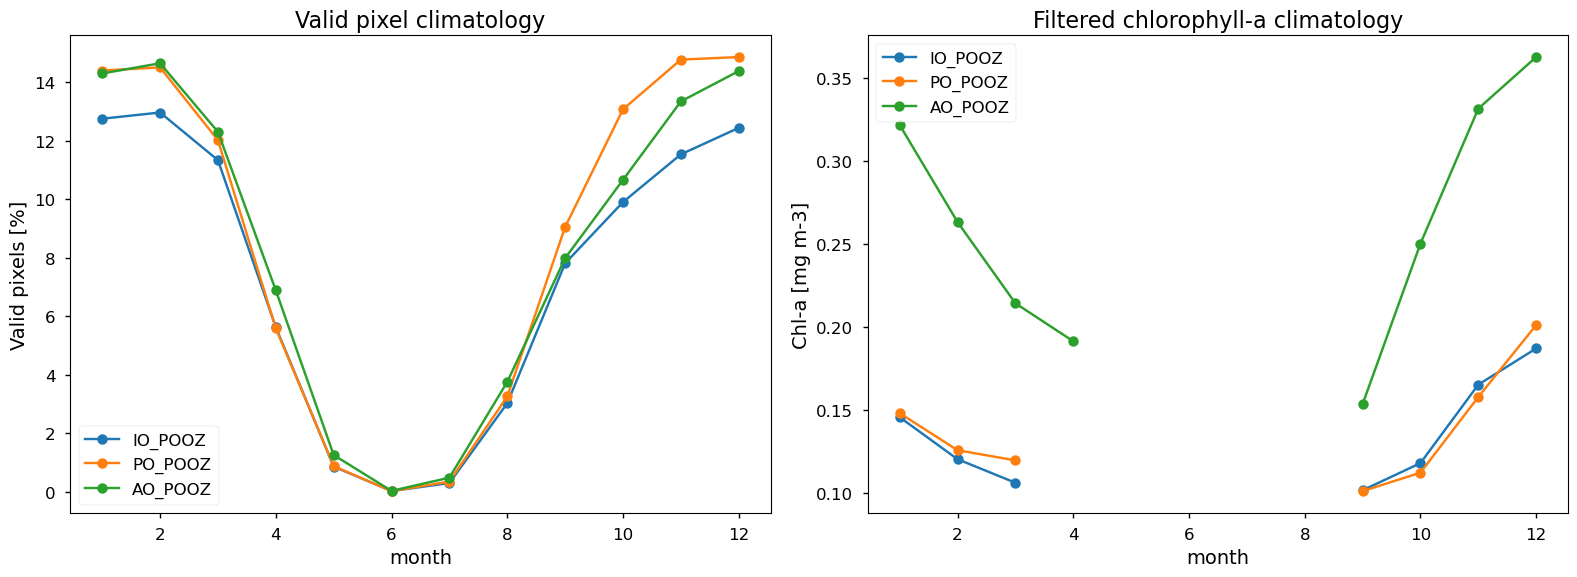 Valid pixel climatology
Valid pixels [%]
14
12
10
8
6
4
2
0
IO_POOZ
PO_POOZ
AO_POOZ
2 4 6 8 10 12
month
Filtered chlorophyll-a climatology
Chl-a [mg m-3]
IO_POOZ
PO_POOZ
AO_POOZ
0.35
0.30
0.25
0.20
0.15
0.10
2 4 6 8 10 12
month